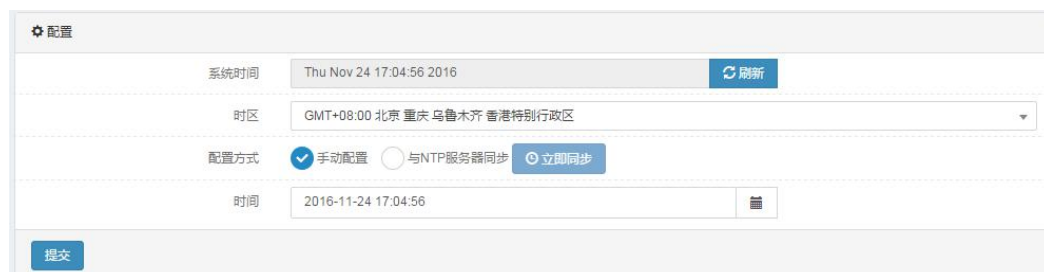 配置
系统时间 Thu Nov 24 17:04:56 2016 刷新
时区 GMT+08:00 北京 重庆 乌鲁木齐 香港特别行政区
配置方式 手动配置 与NTP服务器同步 立即同步
时间 2016-11-24 17:04:56
提交